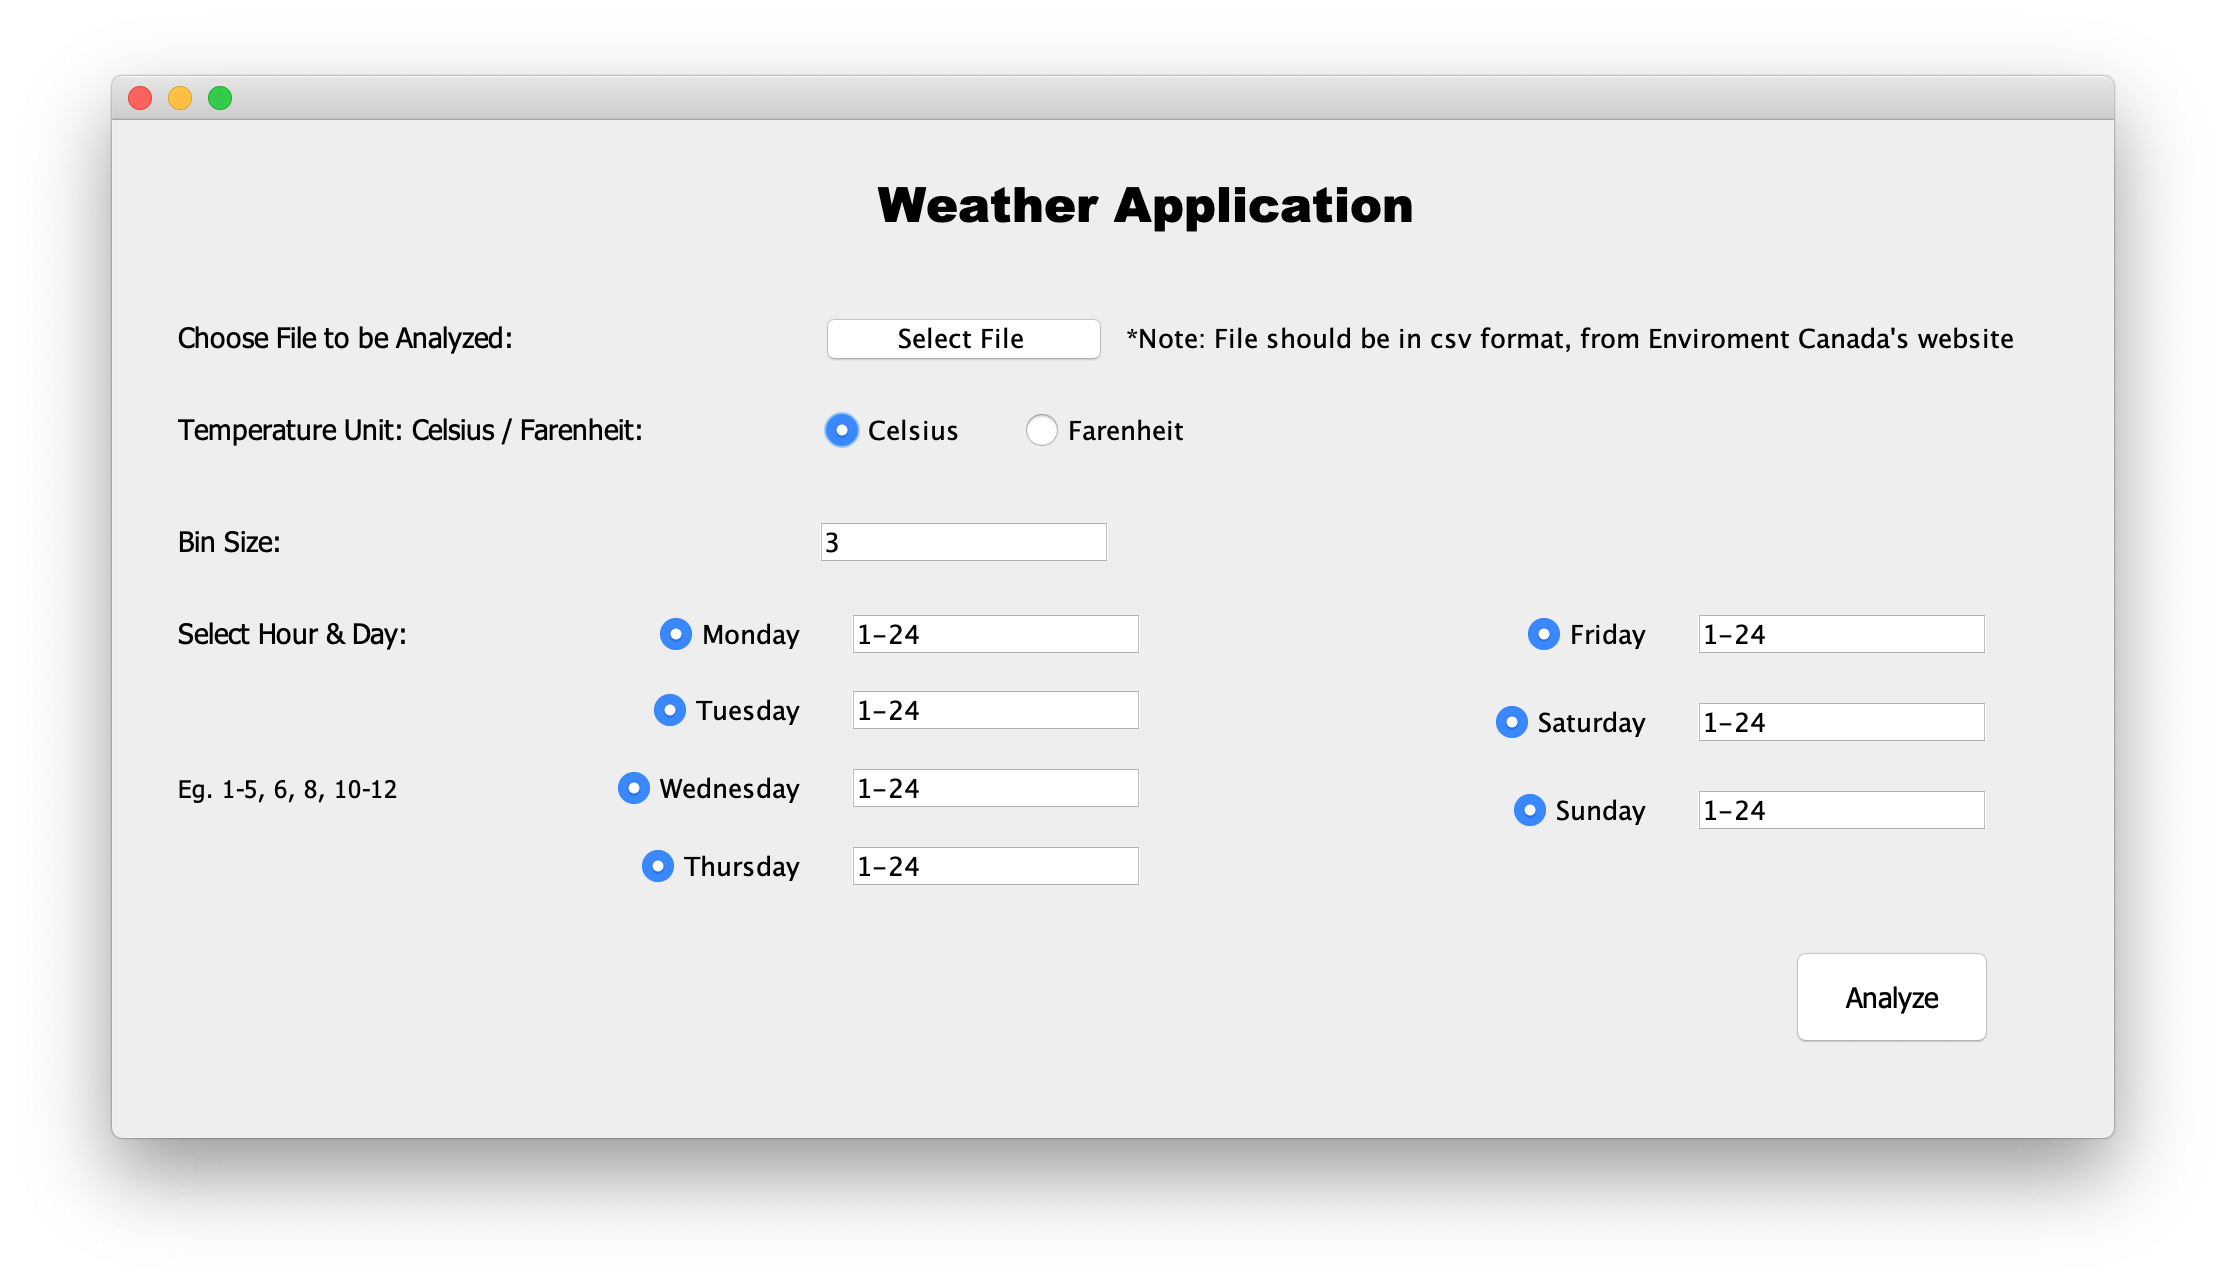 Weather Application
Choose File to be Analyzed: Select File *Note: File should be in csv format, from Enviroment Canada's website
Temperature Unit: Celsius / Farenheit: Celsius Farenheit
Bin Size: 3
Select Hour & Day: Monday 1-24 Friday 1-24
Tuesday 1-24 Saturday 1-24
Eg. 1-5, 6, 8, 10-12 Wednesday 1-24 Sunday 1-24
Thursday 1-24
Analyze